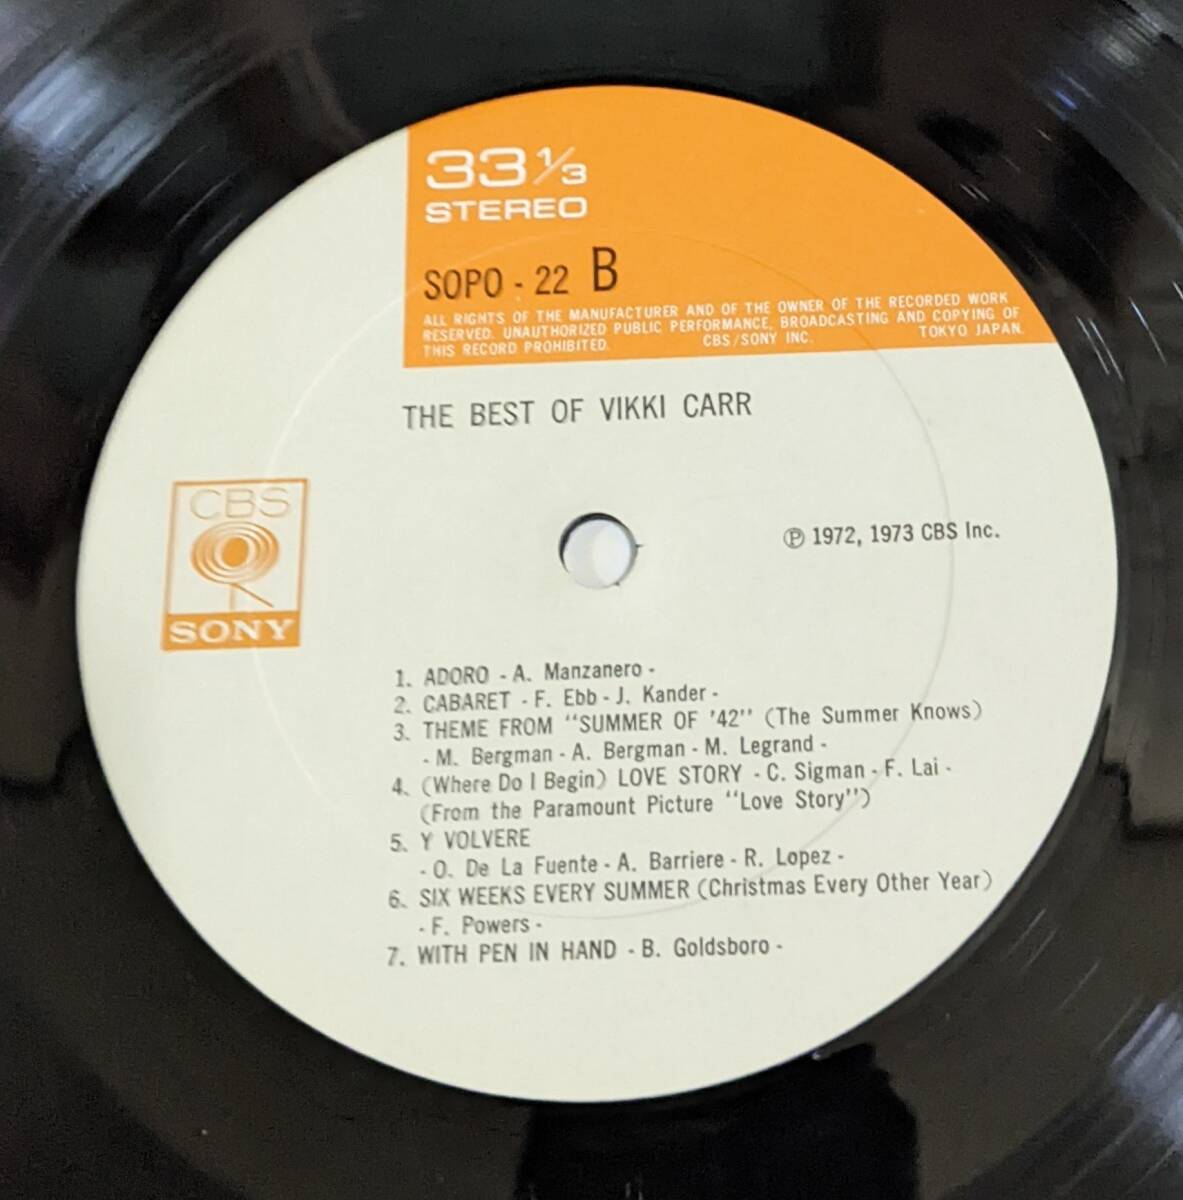 33 1/3
STEREO
SOPO - 22 B
ALL RIGHTS OF THE MANUFACTURER AND OF THE OWNER OF THE RECORDED WORK
RESERVED. UNAUTHORIZED PUBLIC PERFORMANCE, BROADCASTING AND COPYING OF
THIS RECORD PROHIBITED. CBS/SONY INC. TOKYO JAPAN.
THE BEST OF VIKKI CARR
CBS
SONY
℗ 1972, 1973 CBS Inc.
1. ADORO - A. Manzanero -
2. CABARET - F. Ebb - J. Kander -
3. THEME FROM "SUMMER OF '42" (The Summer Knows)
- M. Bergman - A. Bergman - M. Legrand -
4. (Where Do I Begin) LOVE STORY - C. Sigman - F. Lai -
(From the Paramount Picture "Love Story")
5. Y VOLVERE
- O. De La Fuente - A. Barriere - R. Lopez -
6. SIX WEEKS EVERY SUMMER (Christmas Every Other Year)
- F. Powers -
7. WITH PEN IN HAND - B. Goldsboro -